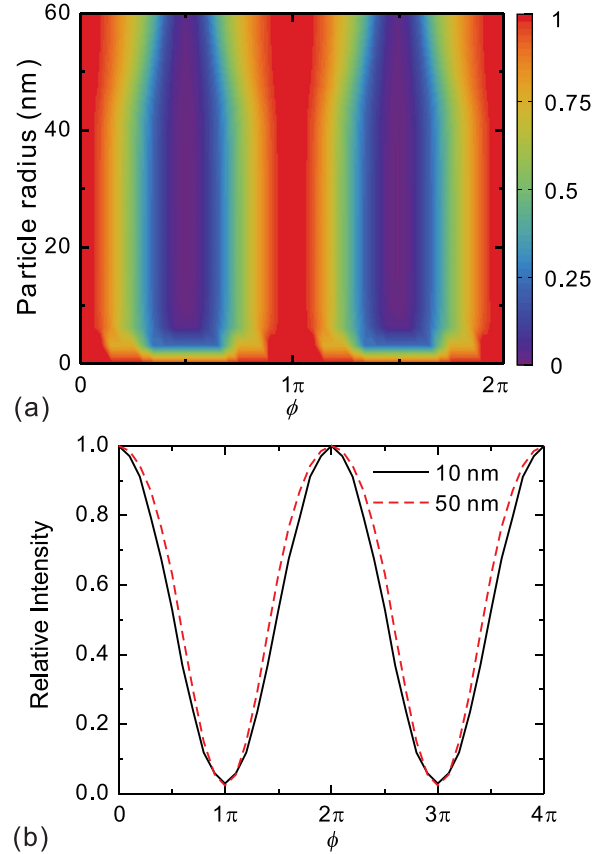 60
40
20
0
Particle radius (nm)
0
1π
2π
ϕ
1
0.75
0.5
0.25
0
(a)
1.0
0.8
0.6
0.4
0.2
0.0
Relative Intensity
10 nm
50 nm
0
1π
2π
3π
4π
ϕ
(b)